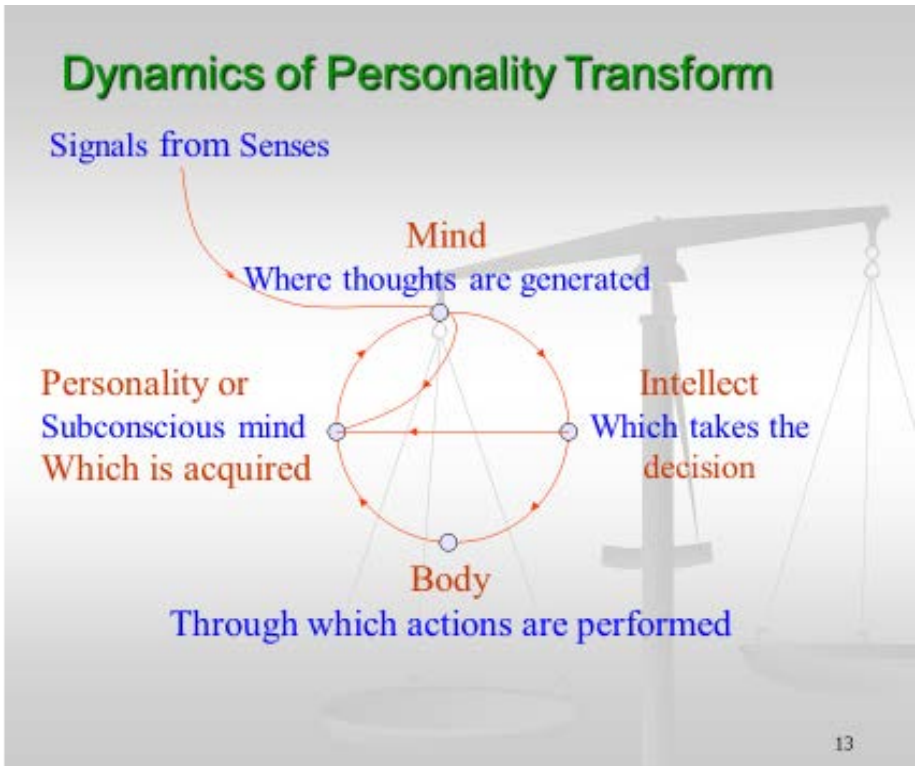 Dynamics of Personality Transform
Signals from Senses
Mind
Where thoughts are generated
Personality or
Subconscious mind
Which is acquired
Intellect
Which takes the
decision
Body
Through which actions are performed
13